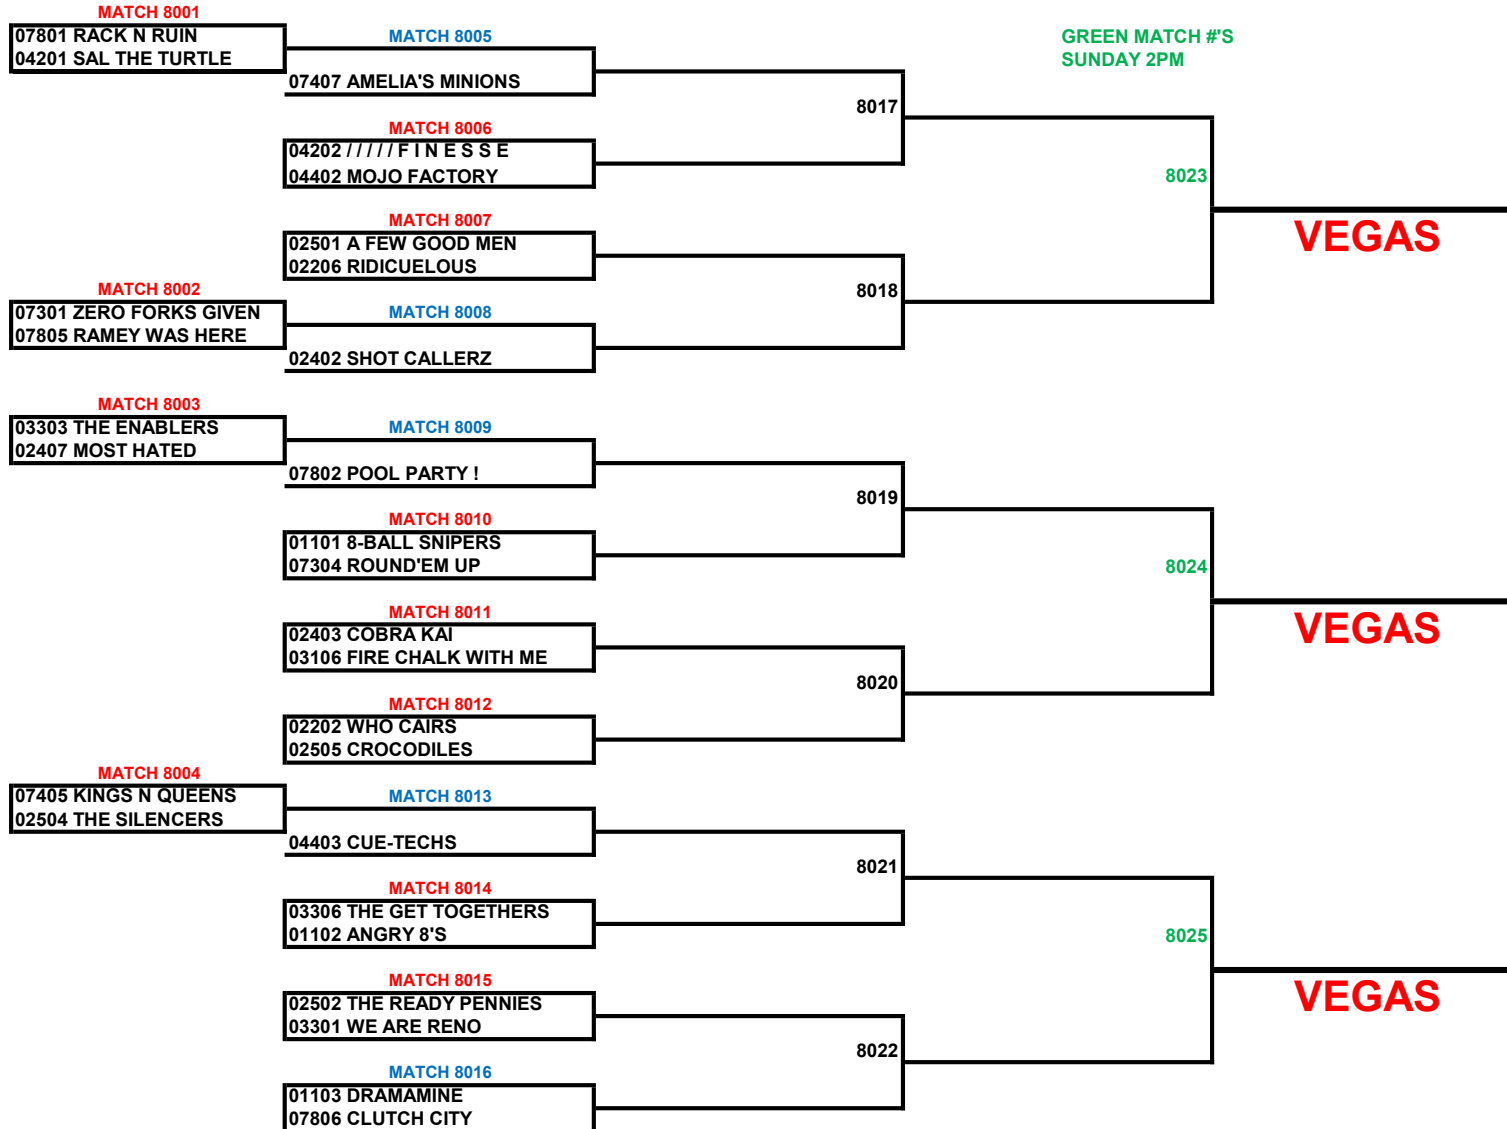 MATCH 8001
07801 RACK N RUIN
04201 SAL THE TURTLE
MATCH 8005
07407 AMELIA'S MINIONS
GREEN MATCH #'S
SUNDAY 2PM
8017
MATCH 8006
04202 / / / / / F I N E S S E
04402 MOJO FACTORY
8023
MATCH 8007
02501 A FEW GOOD MEN
02206 RIDICUELOUS
VEGAS
MATCH 8002
07301 ZERO FORKS GIVEN
07805 RAMEY WAS HERE
MATCH 8008
02402 SHOT CALLERZ
8018
MATCH 8003
03303 THE ENABLERS
02407 MOST HATED
MATCH 8009
07802 POOL PARTY !
8019
MATCH 8010
01101 8-BALL SNIPERS
07304 ROUND'EM UP
8024
MATCH 8011
02403 COBRA KAI
03106 FIRE CHALK WITH ME
VEGAS
8020
MATCH 8012
02202 WHO CAIRS
02505 CROCODILES
MATCH 8004
07405 KINGS N QUEENS
02504 THE SILENCERS
MATCH 8013
04403 CUE-TECHS
8021
MATCH 8014
03306 THE GET TOGETHERS
01102 ANGRY 8'S
8025
MATCH 8015
02502 THE READY PENNIES
03301 WE ARE RENO
VEGAS
8022
MATCH 8016
01103 DRAMAMINE
07806 CLUTCH CITY